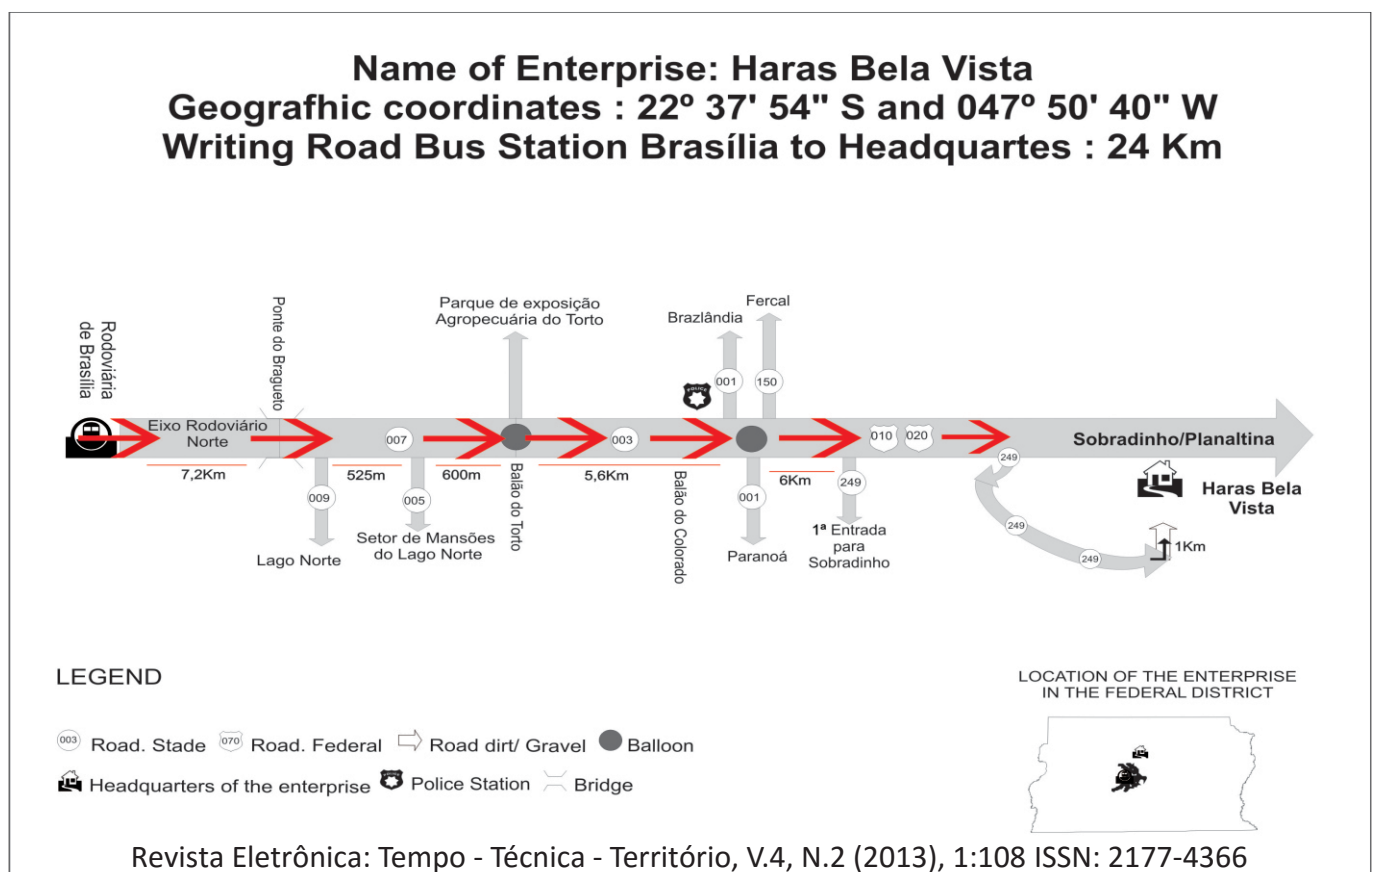 Name of Enterprise: Haras Bela Vista
Geografhic coordinates : 22º 37' 54" S and 047º 50' 40" W
Writing Road Bus Station Brasília to Headquartes : 24 Km
Rodoviária
de Brasília
Ponte do Bragueto
Parque de exposição
Agropecuária do Torto
Brazlândia
Fercal
POLICE
001
150
Eixo Rodoviário
Norte
007
003
010
020
Sobradinho/Planaltina
7,2Km
525m
600m
5,6Km
6Km
009
005
Balão do Torto
Balão do Colorado
001
249
249
249
249
Lago Norte
Setor de Mansões
do Lago Norte
Paranoá
1ª Entrada
para
Sobradinho
Haras Bela
Vista
1Km
LEGEND
003 Road. Stade 070 Road. Federal Road dirt/ Gravel Balloon
Headquarters of the enterprise Police Station Bridge
LOCATION OF THE ENTERPRISE
IN THE FEDERAL DISTRICT
Revista Eletrônica: Tempo - Técnica - Território, V.4, N.2 (2013), 1:108 ISSN: 2177-4366